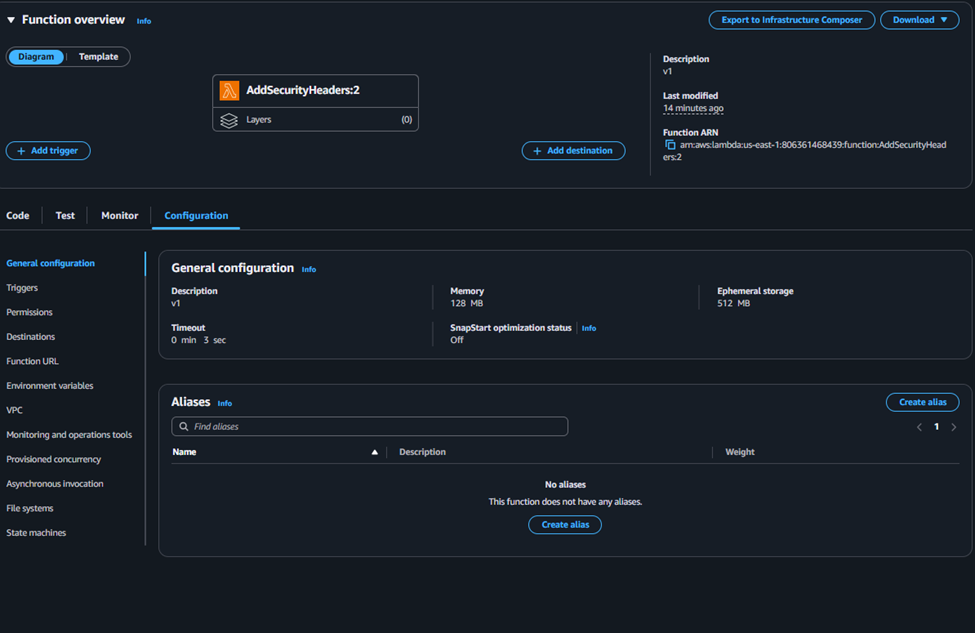 Function overview Info
Export to Infrastructure Composer
Download
Diagram
Template
AddSecurityHeaders:2
Layers
(0)
Add trigger
Add destination
Description
v1
Last modified
14 minutes ago
Function ARN
arn:aws:lambda:us-east-1:806361468439:function:AddSecurityHead
ers:2
Code
Test
Monitor
Configuration
General configuration
Triggers
Permissions
Destinations
Function URL
Environment variables
VPC
Monitoring and operations tools
Provisioned concurrency
Asynchronous invocation
File systems
State machines
General configuration Info
Description
v1
Memory
128 MB
Ephemeral storage
512 MB
Timeout
0 min 3 sec
SnapStart optimization status Info
Off
Aliases Info
Create alias
Find aliases
1
Name
Description
Weight
No aliases
This function does not have any aliases.
Create alias